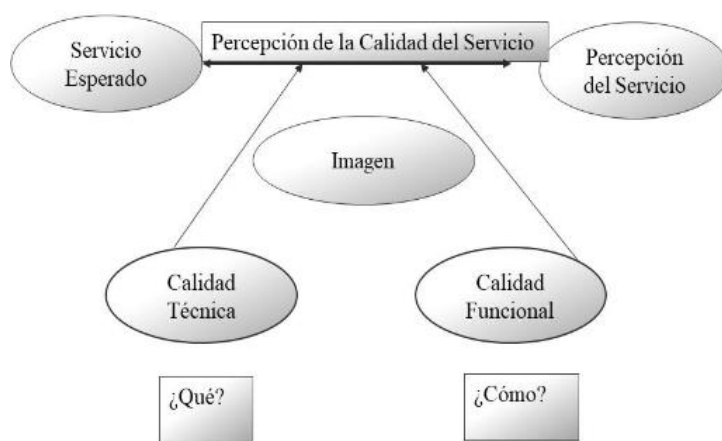 Servicio
Esperado
Percepción de la Calidad del Servicio
Percepción
del Servicio
Imagen
Calidad
Técnica
Calidad
Funcional
¿Qué?
¿Cómo?